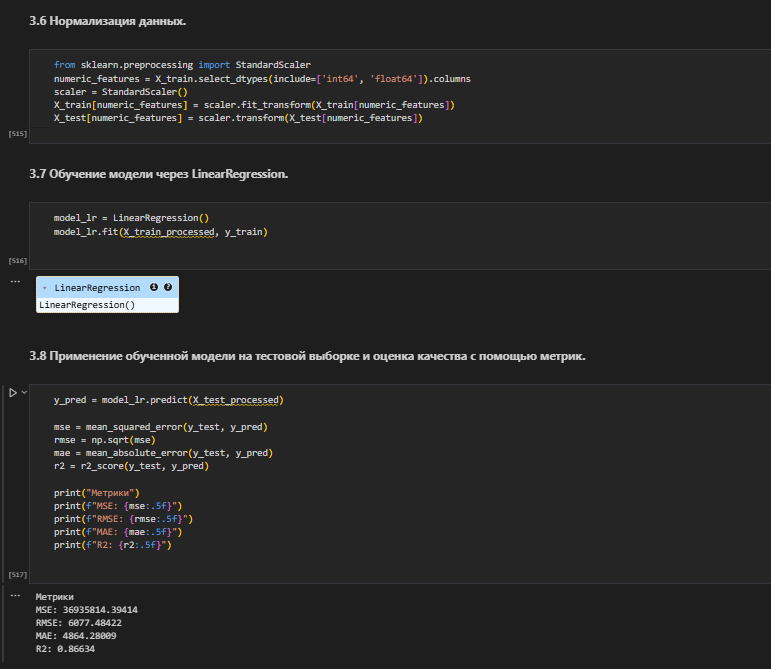 3.6 Нормализация данных.
from sklearn.preprocessing import StandardScaler
numeric_features = X_train.select_dtypes(include=['int64', 'float64']).columns
scaler = StandardScaler()
X_train[numeric_features] = scaler.fit_transform(X_train[numeric_features])
X_test[numeric_features] = scaler.transform(X_test[numeric_features])
[515]
3.7 Обучение модели через LinearRegression.
model_lr = LinearRegression()
model_lr.fit(X_train_processed, y_train)
[516]
... LinearRegression i ?
LinearRegression()
3.8 Применение обученной модели на тестовой выборке и оценка качества с помощью метрик.
y_pred = model_lr.predict(X_test_processed)
mse = mean_squared_error(y_test, y_pred)
rmse = np.sqrt(mse)
mae = mean_absolute_error(y_test, y_pred)
r2 = r2_score(y_test, y_pred)
print("Метрики")
print(f"MSE: {mse:.5f}")
print(f"RMSE: {rmse:.5f}")
print(f"MAE: {mae:.5f}")
print(f"R2: {r2:.5f}")
[517]
... Метрики
MSE: 36935814.39414
RMSE: 6077.48422
MAE: 4864.28009
R2: 0.86634